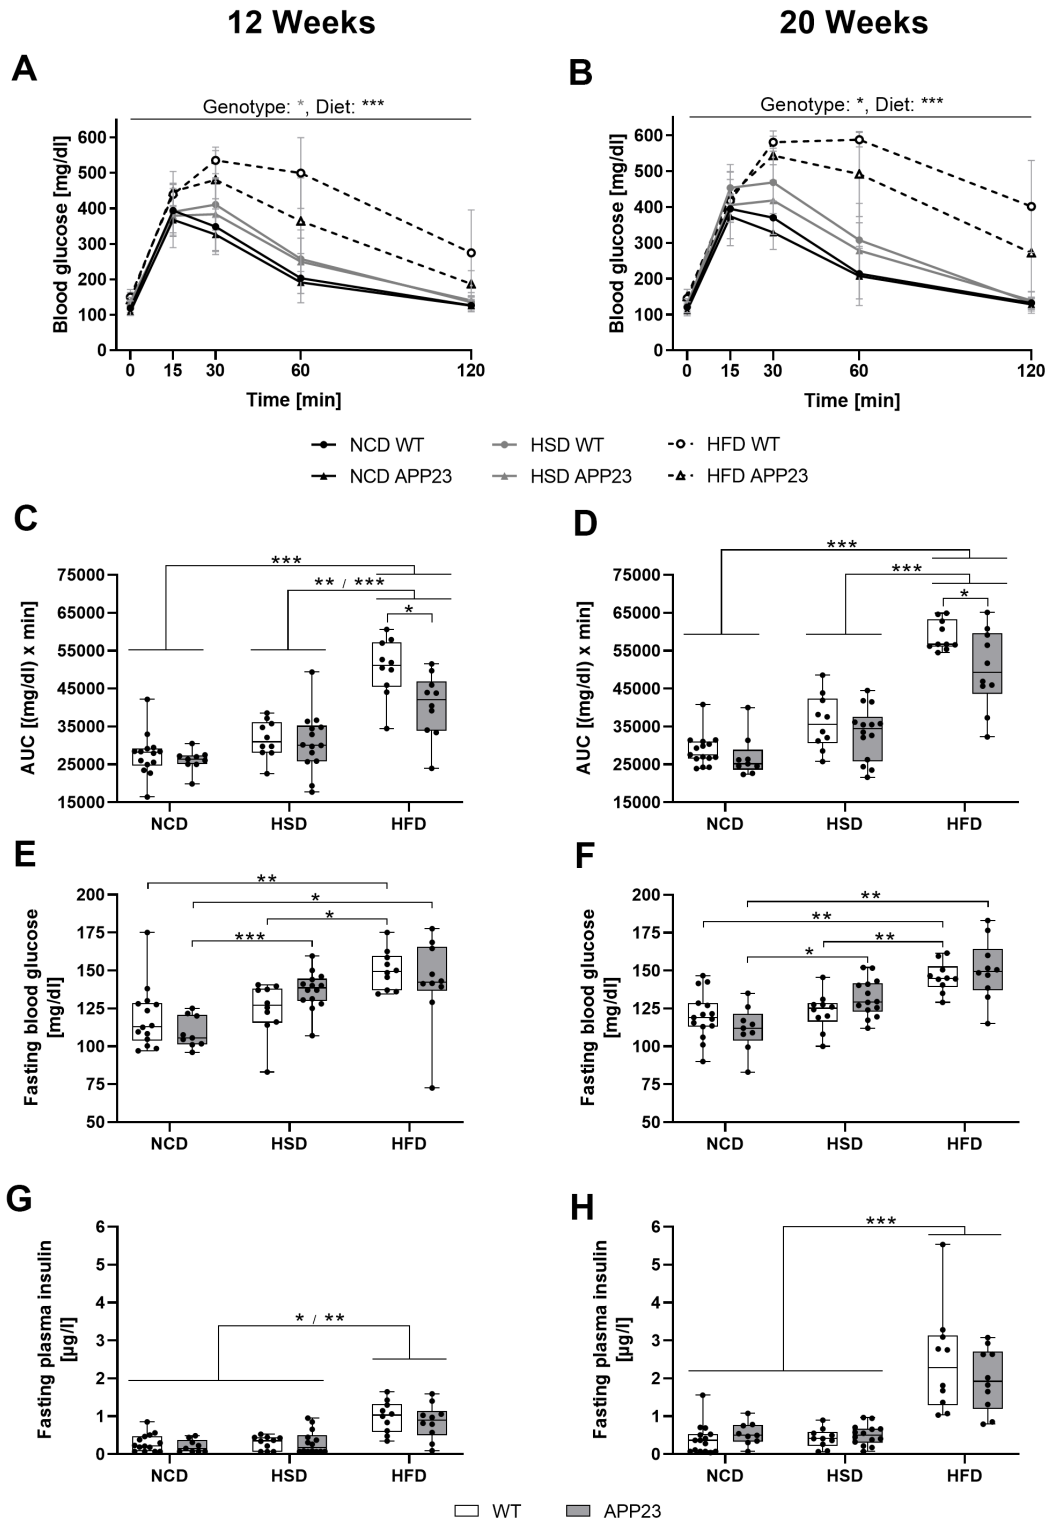 12 Weeks 20 Weeks
A B
Genotype: *, Diet: *** Genotype: *, Diet: ***
Blood glucose [mg/dl]
600
500
400
300
200
100
0
0 15 30 60 120
Time [min]
Blood glucose [mg/dl]
600
500
400
300
200
100
0
0 15 30 60 120
Time [min]
NCD WT HSD WT HFD WT
NCD APP23 HSD APP23 HFD APP23
C
AUC [(mg/dl) x min]
***
** / ***
*
75000
65000
55000
45000
35000
25000
15000
NCD HSD HFD
D
AUC [(mg/dl) x min]
***
***
*
75000
65000
55000
45000
35000
25000
15000
NCD HSD HFD
E
Fasting blood glucose
[mg/dl]
**
*
*
***
200
175
150
125
100
75
50
NCD HSD HFD
F
Fasting blood glucose
[mg/dl]
**
**
**
*
200
175
150
125
100
75
50
NCD HSD HFD
G
Fasting plasma insulin
[µg/l]
* / **
6
5
4
3
2
1
0
NCD HSD HFD
H
Fasting plasma insulin
[µg/l]
***
6
5
4
3
2
1
0
NCD HSD HFD
WT APP23